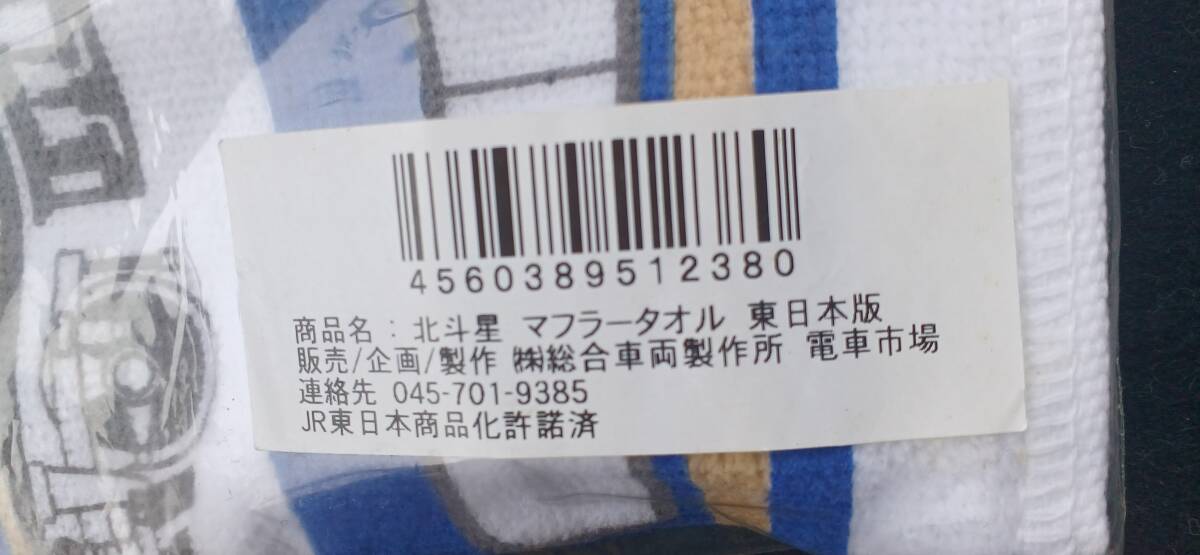 4560389512380
商品名：北斗星 マフラータオル 東日本版
販売/企画/製作 ㈱総合車両製作所 電車市場
連絡先 045-701-9385
JR東日本商品化許諾済